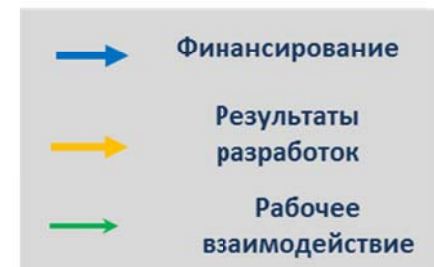 Финансирование
Результаты
разработок
Рабочее
взаимодействие